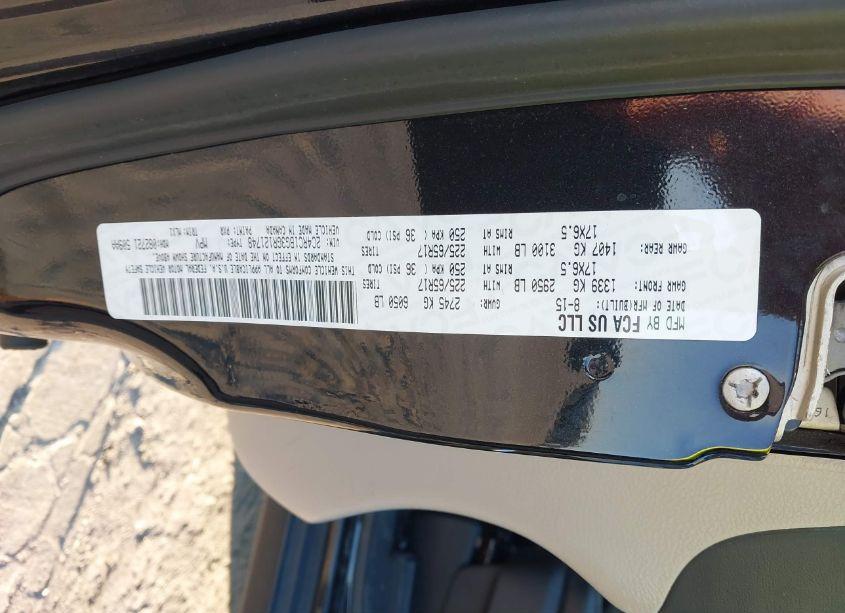 MFD BY FCA US LLC
DATE OF MFR(BUILT):
8-15
GVWR:
2745 KG 6050 LB
GAWR FRONT:
1339 KG 2950 LB WITH
225/65R17 TIRES
17X6.5 RIMS AT
250 KPA ( 36 PSI) COLD
GAWR REAR:
1407 KG 3100 LB WITH
225/65R17 TIRES
17X6.5 RIMS AT
250 KPA ( 36 PSI) COLD
THIS VEHICLE CONFORMS TO ALL APPLICABLE U.S.A. FEDERAL MOTOR VEHICLE SAFETY
STANDARDS IN EFFECT ON THE DATE OF MANUFACTURE SHOWN ABOVE.
TYPE: MPV
VEHICLE MADE IN CANADA PAINT: PXR